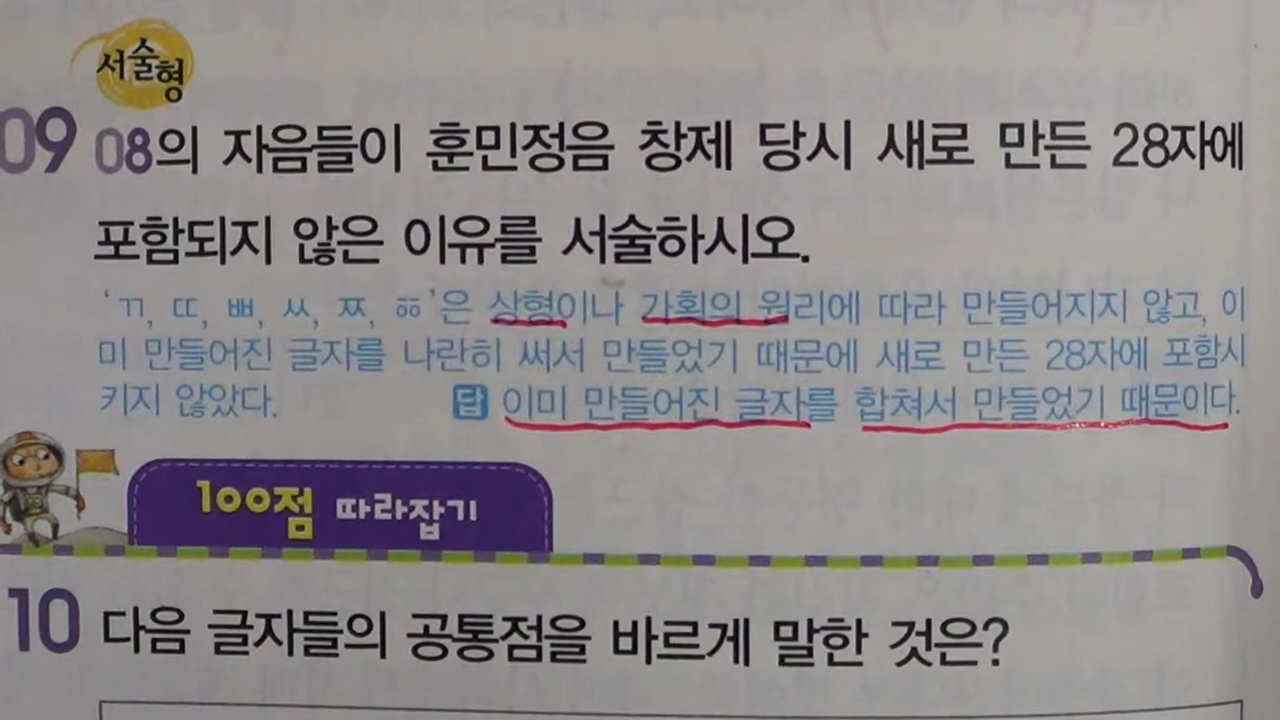 서술형
09 08의 자음들이 훈민정음 창제 당시 새로 만든 28자에
포함되지 않은 이유를 서술하시오.
‘ㄲ, ㄸ, ㅃ, ㅆ, ㅉ, ㆅ’은 상형이나 가획의 원리에 따라 만들어지지 않고, 이
미 만들어진 글자를 나란히 써서 만들었기 때문에 새로 만든 28자에 포함시
키지 않았다. 답 이미 만들어진 글자를 합쳐서 만들었기 때문이다.
100점 따라잡기
10 다음 글자들의 공통점을 바르게 말한 것은?